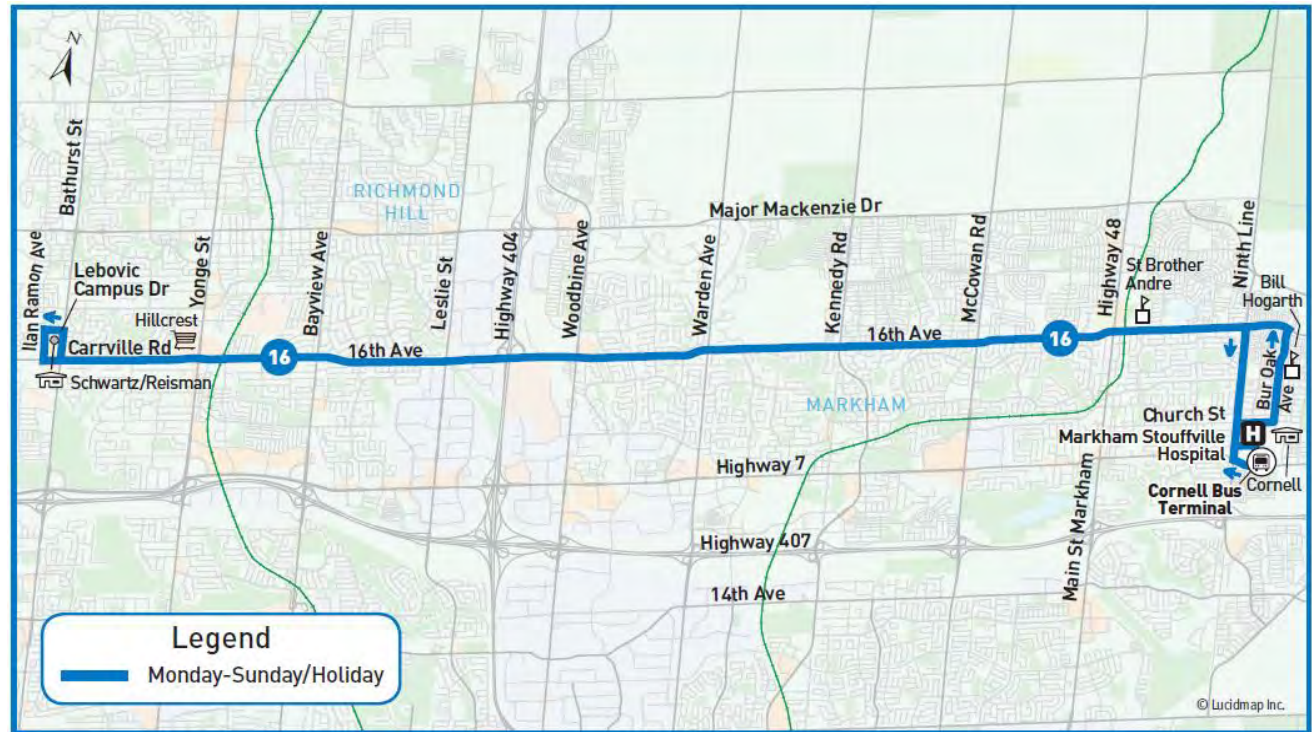 Z
Bathurst St
RICHMOND
HILL
Major Mackenzie Dr
Ilan Ramon Ave
Lebovic
Campus Dr
Yonge St
Hillcrest
Carrville Rd
Schwartz/Reisman
16
Bayview Ave
16th Ave
Leslie St
Highway 404
Woodbine Ave
Warden Ave
Kennedy Rd
16th Ave
McCowan Rd
16
Highway 48
St Brother
Andre
Ninth Line
Bill
Hogarth
Bur Oak
Ave
MARKHAM
Church St
Markham Stouffville
Hospital
H
Cornell
Cornell Bus
Terminal
Highway 7
Main St Markham
Highway 407
14th Ave
Legend
Monday-Sunday/Holiday
© Lucidmap Inc.